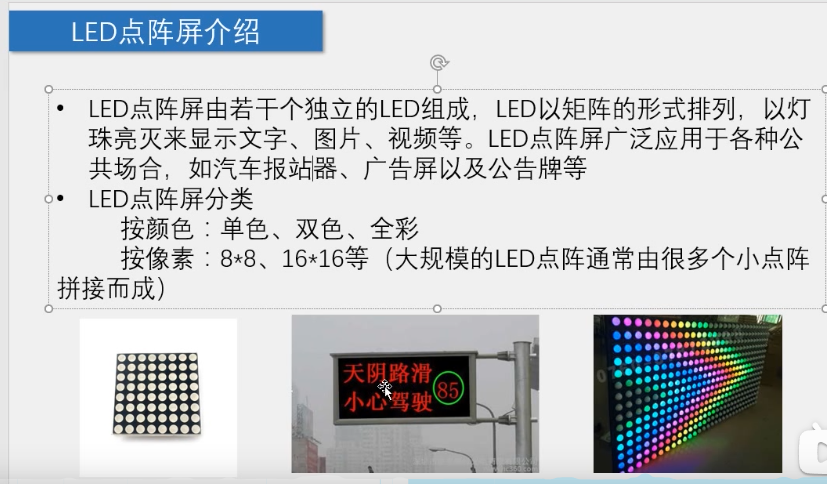 LED点阵屏介绍
• LED点阵屏由若干个独立的LED组成，LED以矩阵的形式排列，以灯
珠亮灭来显示文字、图片、视频等。LED点阵屏广泛应用于各种公
共场合，如汽车报站器、广告屏以及公告牌等
• LED点阵屏分类
按颜色：单色、双色、全彩
按像素：8*8、16*16等（大规模的LED点阵通常由很多个小点阵
拼接而成）
天阴路滑
小心驾驶
85